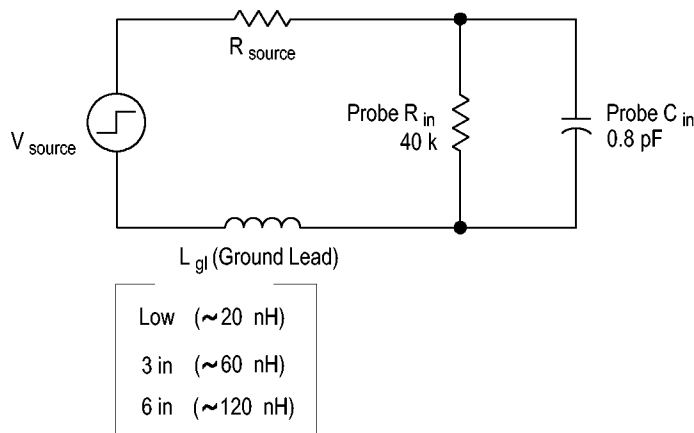 R source
Probe R in
40 k
Probe C in
0.8 pF
V source
L gl (Ground Lead)
Low (~20 nH)
3 in (~60 nH)
6 in (~120 nH)